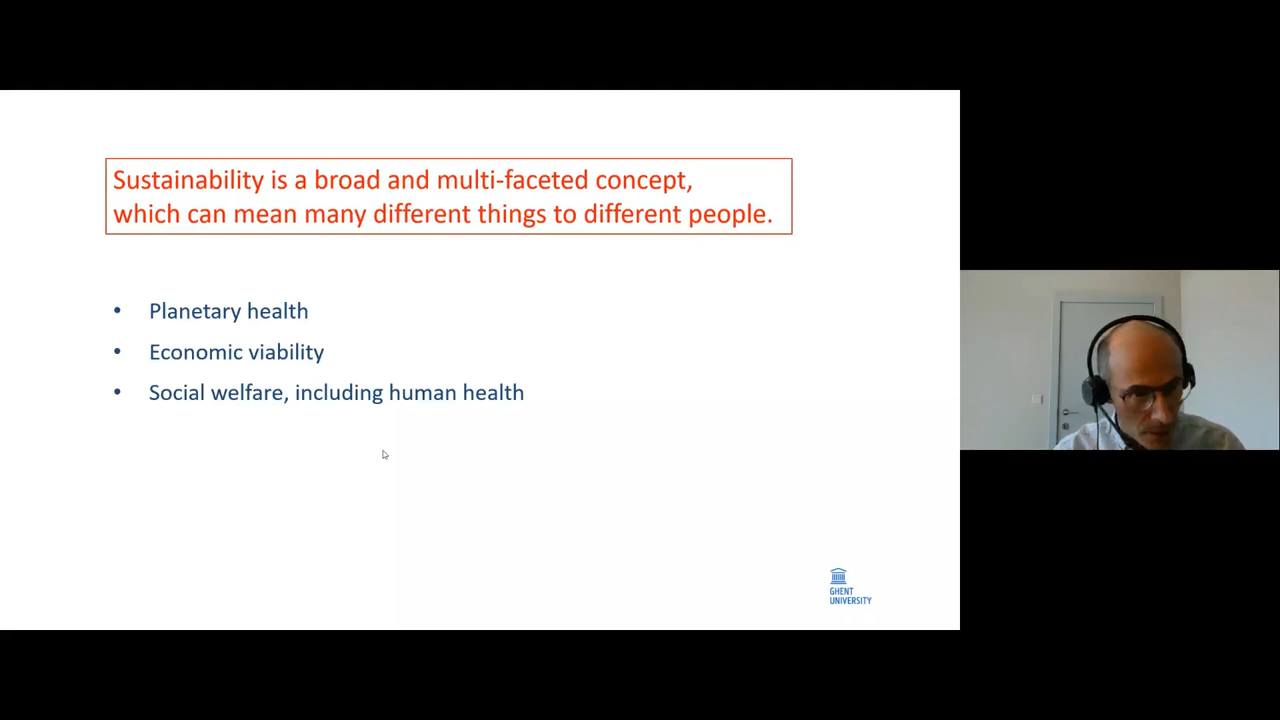 Sustainability is a broad and multi-faceted concept,
which can mean many different things to different people.
• Planetary health
• Economic viability
• Social welfare, including human health
GHENT
UNIVERSITY